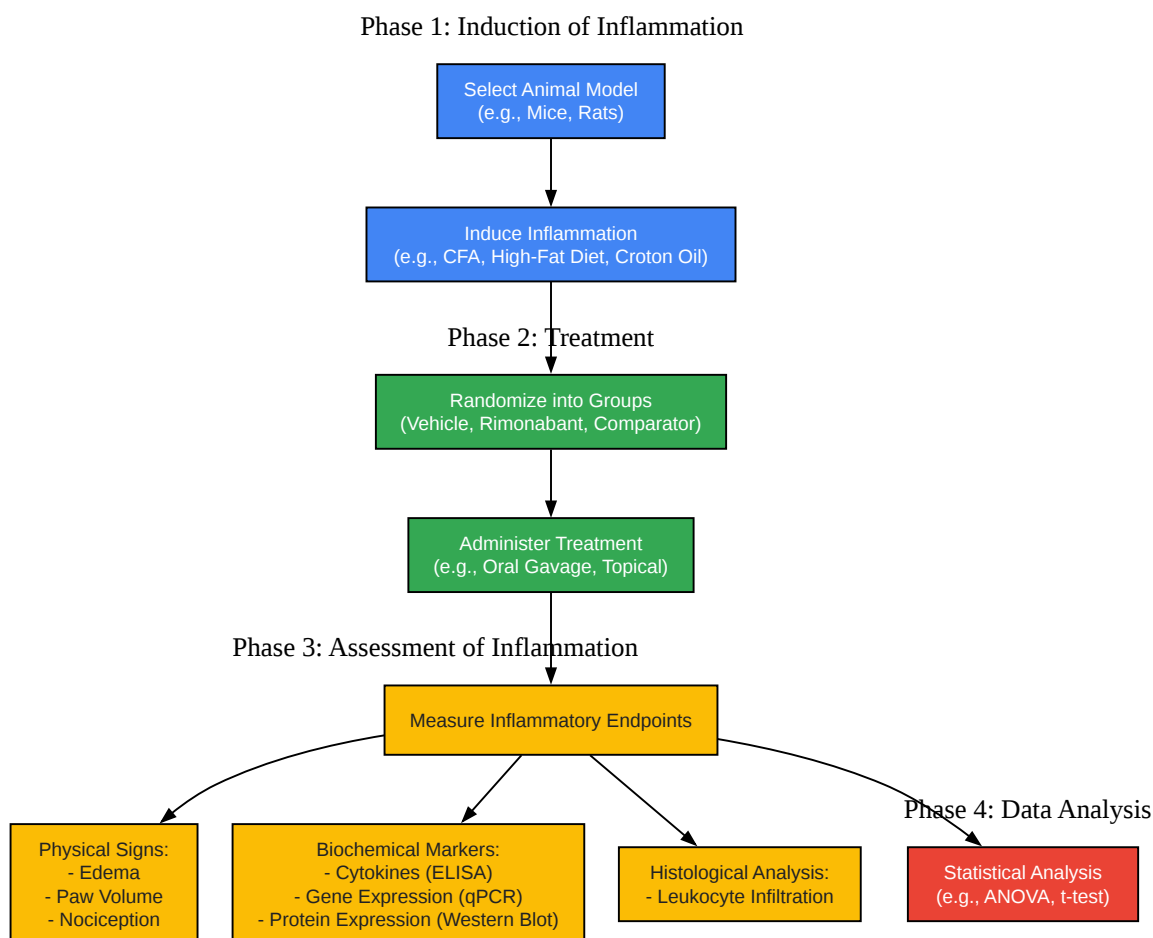 Phase 1: Induction of Inflammation
Select Animal Model
(e.g., Mice, Rats)
Induce Inflammation
(e.g., CFA, High-Fat Diet, Croton Oil)
Phase 2: Treatment
Randomize into Groups
(Vehicle, Rimonabant, Comparator)
Administer Treatment
(e.g., Oral Gavage, Topical)
Phase 3: Assessment of Inflammation
Measure Inflammatory Endpoints
Physical Signs:
- Edema
- Paw Volume
- Nociception
Biochemical Markers:
- Cytokines (ELISA)
- Gene Expression (qPCR)
- Protein Expression (Western Blot)
Histological Analysis:
- Leukocyte Infiltration
Phase 4: Data Analysis
Statistical Analysis
(e.g., ANOVA, t-test)